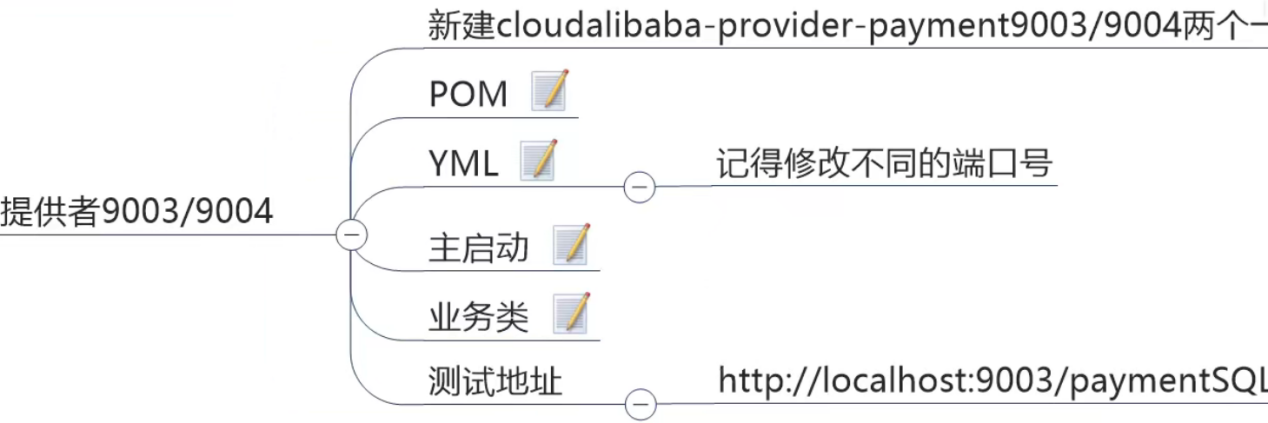 新建cloudalibaba-provider-payment9003/9004两个一
POM
YML
记得修改不同的端口号
提供者9003/9004
主启动
业务类
测试地址
http://localhost:9003/paymentSQL